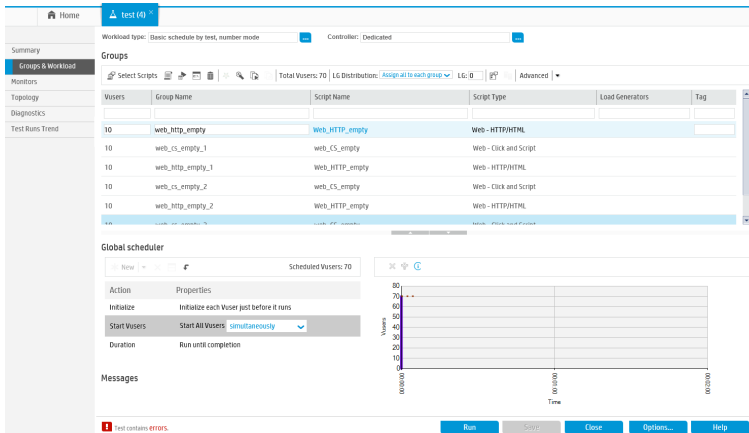 Home
test (4) ×
Workload type: Basic schedule by test, number mode ... Controller: Dedicated ...
Summary
Groups & Workload
Monitors
Topology
Diagnostics
Test Runs Trend
Groups
Select Scripts Total Vusers: 70 LG Distribution: Assign all to each group LG: 0 Advanced
Vusers Group Name Script Name Script Type Load Generators Tag
10 web_http_empty Web_HTTP_empty Web - HTTP/HTML
10 web_cs_empty_1 web_CS_empty Web - Click and Script
10 web_http_empty_1 Web_HTTP_empty Web - HTTP/HTML
10 web_cs_empty_2 web_CS_empty Web - Click and Script
10 web_http_empty_2 Web_HTTP_empty Web - HTTP/HTML
10 web_cs_empty_3 web_CS_empty Web - Click and Script
Global scheduler
New Scheduled Vusers: 70
Action Properties
Initialize Initialize each Vuser just before it runs
Start Vusers Start All Vusers simultaneously
Duration Run until completion
Vusers
80
70
60
50
40
30
20
10
0
00:00:00
00:10:00
00:20:00
Time
Messages
Test contains errors.
Run Save Close Options... Help